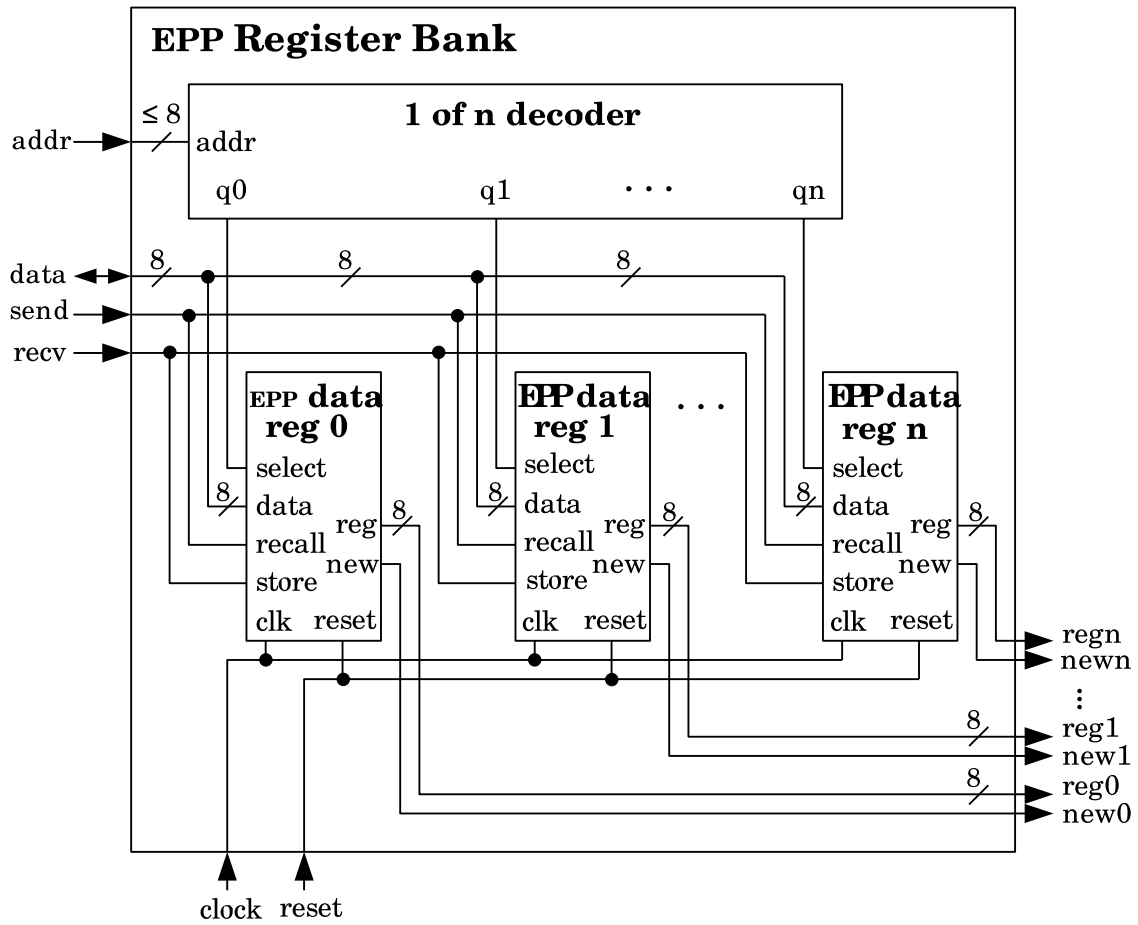 EPP Register Bank
≤ 8
1 of n decoder
addr
addr
q0
q1
. . .
qn
8
8
8
data
send
recv
EPP data
reg 0
EPP data
reg 1
. . .
EPP data
reg n
select
select
select
8
data
8
data
8
data
reg
8
reg
8
reg
8
recall
recall
recall
new
new
new
store
store
store
clk
reset
clk
reset
clk
reset
regn
newn
⋮
8
reg1
new1
8
reg0
new0
clock
reset